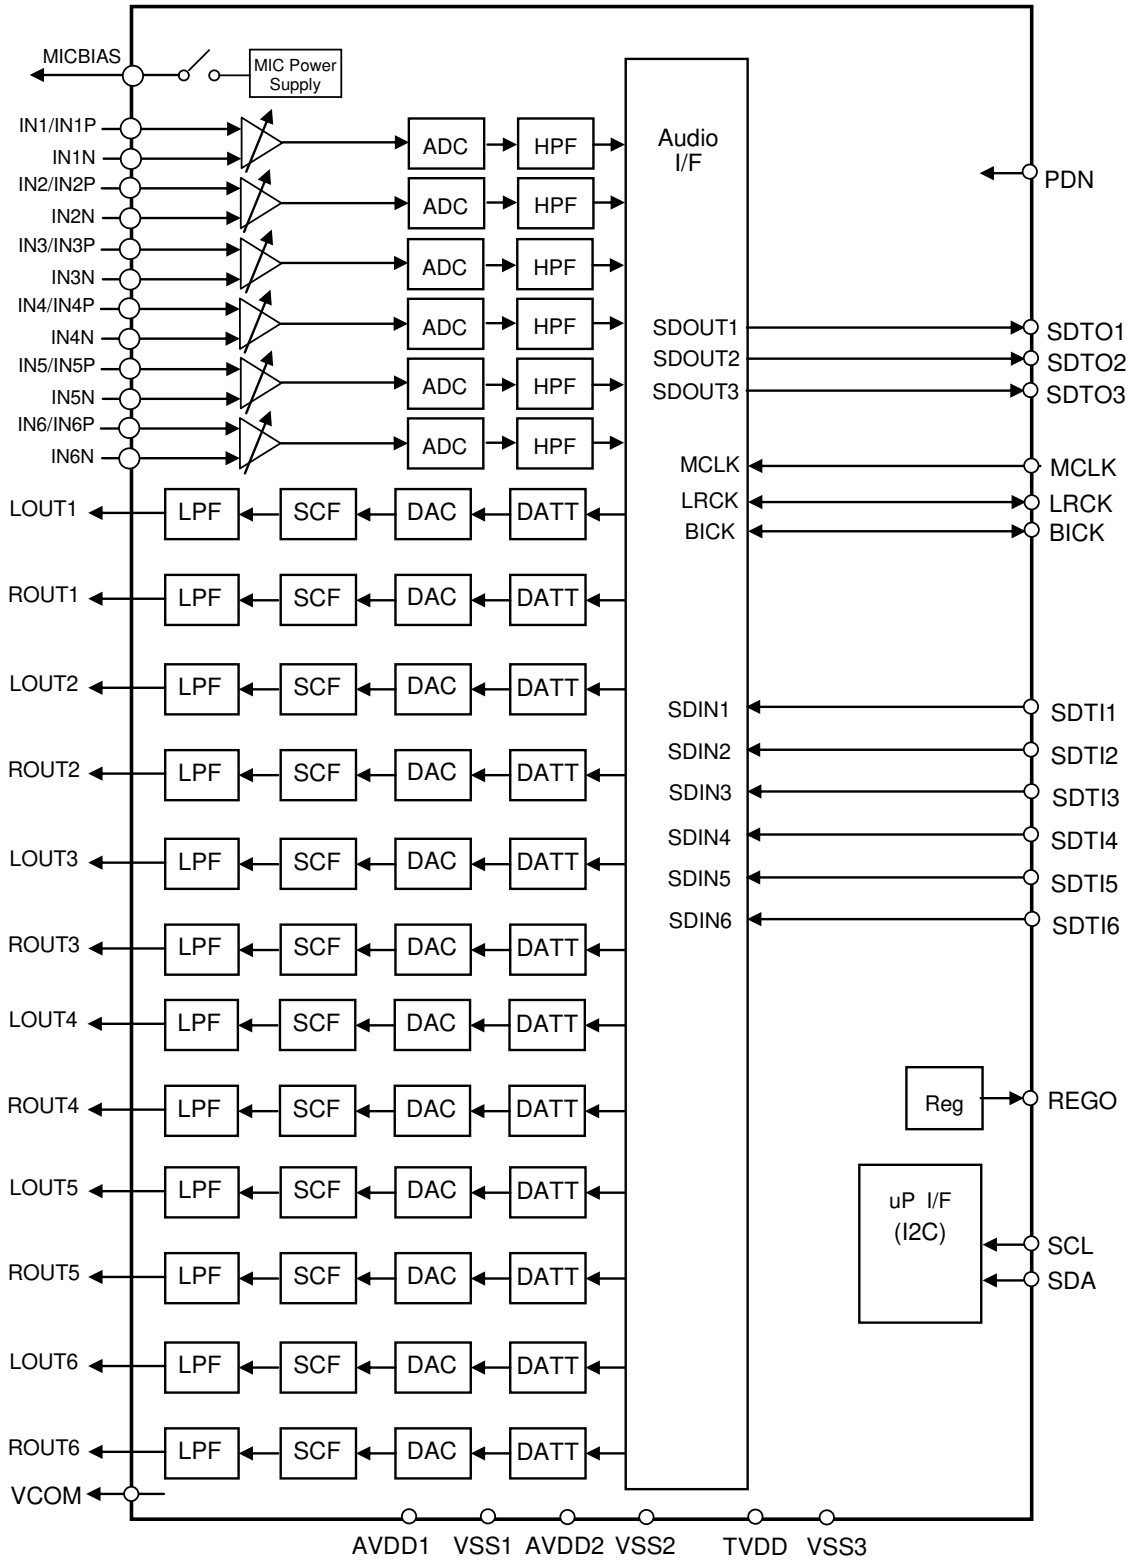 MICBIAS
MIC Power
Supply
IN1/IN1P
IN1N
ADC
HPF
Audio
I/F
PDN
IN2/IN2P
IN2N
ADC
HPF
IN3/IN3P
IN3N
ADC
HPF
IN4/IN4P
IN4N
ADC
HPF
SDOUT1
SDTO1
SDOUT2
SDTO2
IN5/IN5P
IN5N
ADC
HPF
SDOUT3
SDTO3
IN6/IN6P
IN6N
ADC
HPF
MCLK
MCLK
LRCK
LRCK
BICK
BICK
LOUT1
LPF
SCF
DAC
DATT
ROUT1
LPF
SCF
DAC
DATT
LOUT2
LPF
SCF
DAC
DATT
SDIN1
SDTI1
SDIN2
SDTI2
ROUT2
LPF
SCF
DAC
DATT
SDIN3
SDTI3
SDIN4
SDTI4
LOUT3
LPF
SCF
DAC
DATT
SDIN5
SDTI5
SDIN6
SDTI6
ROUT3
LPF
SCF
DAC
DATT
LOUT4
LPF
SCF
DAC
DATT
ROUT4
LPF
SCF
DAC
DATT
Reg
REGO
LOUT5
LPF
SCF
DAC
DATT
uP I/F
(I2C)
SCL
SDA
ROUT5
LPF
SCF
DAC
DATT
LOUT6
LPF
SCF
DAC
DATT
ROUT6
LPF
SCF
DAC
DATT
VCOM
AVDD1
VSS1
AVDD2
VSS2
TVDD
VSS3